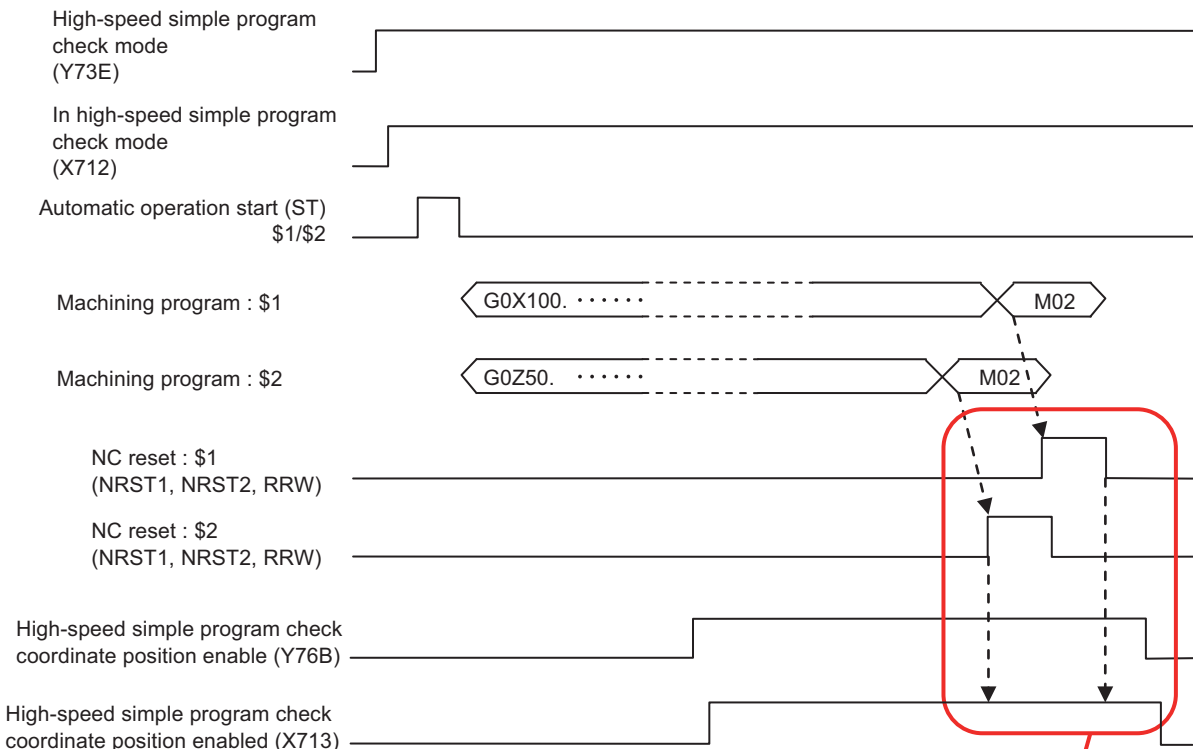 High-speed simple program
check mode
(Y73E)
In high-speed simple program
check mode
(X712)
Automatic operation start (ST)
$1/$2
Machining program : $1
G0X100. ······
M02
Machining program : $2
G0Z50. ······
M02
NC reset : $1
(NRST1, NRST2, RRW)
NC reset : $2
(NRST1, NRST2, RRW)
High-speed simple program check
coordinate position enable (Y76B)
High-speed simple program check
coordinate position enabled (X713)